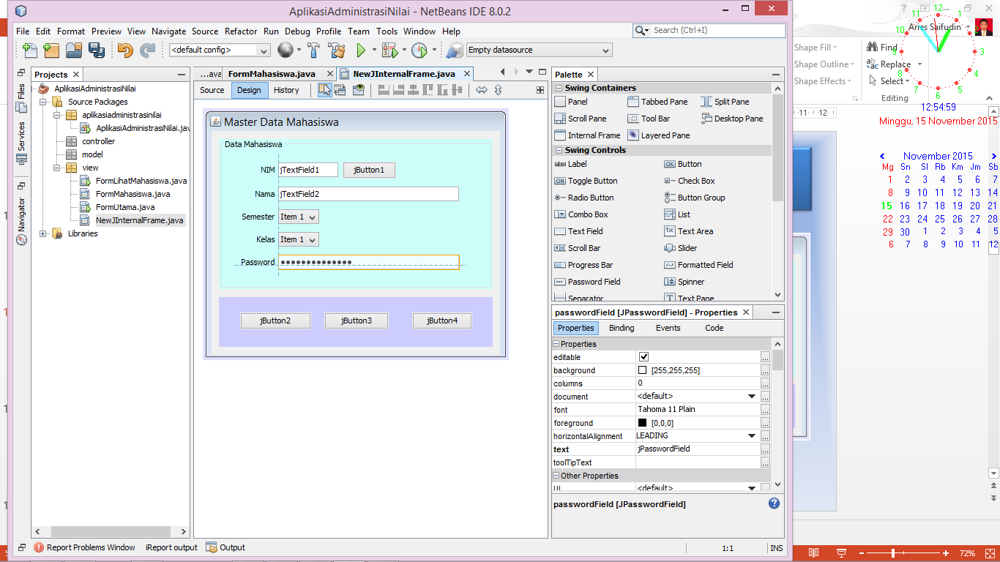 AplikasiAdministrasiNilai - NetBeans IDE 8.0.2
File Edit Format Preview View Navigate Source Refactor Run Debug Profile Team Tools Window Help
Search (Ctrl+I)
<default config>
Empty datasource
Files
Services
Navigator
Projects
AplikasiAdministrasiNilai
Source Packages
aplikasiadministrasinilai
AplikasiAdministrasiNilai.jav
controller
model
view
FormLihatMahasiswa.java
FormMahasiswa.java
FormUtama.java
NewJInternalFrame.java
Libraries
...ava FormMahasiswa.java NewJInternalFrame.java
Source Design History
Master Data Mahasiswa
Data Mahasiswa
NIM jTextField1 jButton1
Nama jTextField2
Semester Item 1
Kelas Item 1
Password
jButton2 jButton3 jButton4
Palette
Swing Containers
Panel Tabbed Pane Split Pane
Scroll Pane Tool Bar Desktop Pane
Internal Frame Layered Pane
Swing Controls
Label Button
Toggle Button Check Box
Radio Button Button Group
Combo Box List
Text Field Text Area
Scroll Bar Slider
Progress Bar Formatted Field
Password Field Spinner
Separator Text Pane
passwordField [JPasswordField] - Properties
Properties Binding Events Code
Properties
editable
background [255,255,255]
columns 0
document <default>
font Tahoma 11 Plain
foreground [0,0,0]
horizontalAlignment LEADING
text jPasswordField
toolTipText
Other Properties
UI <default>
passwordField [JPasswordField]
Report Problems Window iReport output Output
1:1 INS
Aries Saifudin
Shape Fill
Shape Outline
Shape Effects
Find
Replace
Select
Editing
12 1 2 3 4 5 6 7 8 9 10 11
12:54:59
Minggu, 15 November 2015
11 12
November 2015
Mg Sn Sl Rb Km Jm Sb
1 2 3 4 5 6 7
8 9 10 11 12 13 14
15 16 17 18 19 20 21
22 23 24 25 26 27 28
29 30 1 2 3 4 5
6 7 8 9 10 11 12
72%